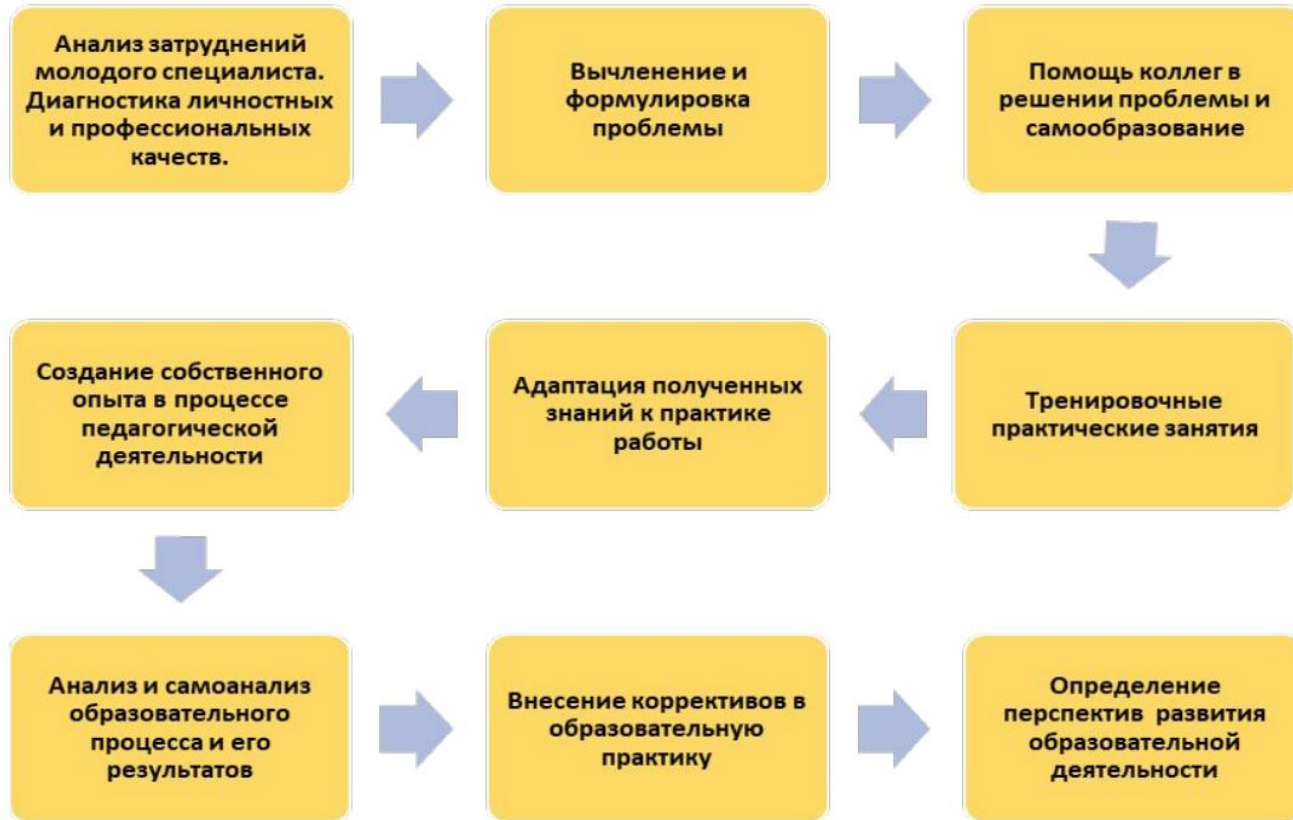 Анализ затруднений
молодого специалиста.
Диагностика личностных
и профессиональных
качеств.
Вычленение и
формулировка
проблемы
Помощь коллег в
решении проблемы и
самообразование
Тренировочные
практические занятия
Адаптация полученных
знаний к практике
работы
Создание собственного
опыта в процессе
педагогической
деятельности
Анализ и самоанализ
образовательного
процесса и его
результатов
Внесение коррективов в
образовательную
практику
Определение
перспектив  развития
образовательной
деятельности